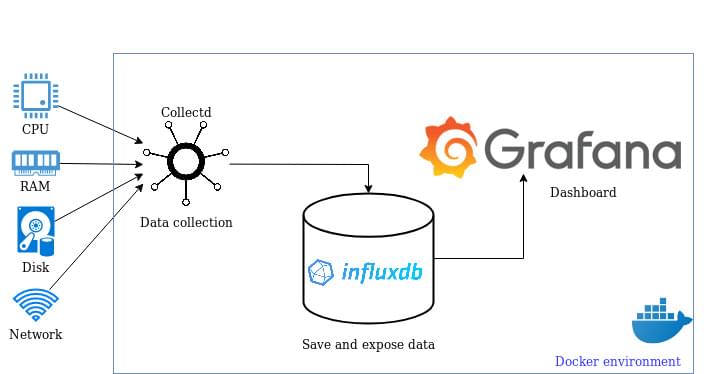 Collectd
CPU
Grafana
RAM
Dashboard
Data collection
Disk
influxdb
Network
Save and expose data
Docker environment